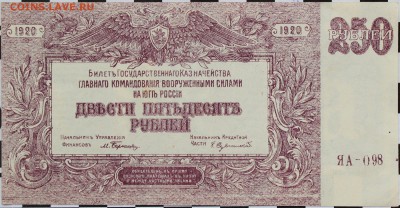 COINS.LAVE.RU
1920 1920 250
РУБЛЕЙ
БИЛЕТЪ ГОСУДАРСТВЕННАГО КАЗНАЧЕЙСТВА
ГЛАВНАГО КОМАНДОВАНІЯ ВООРУЖЕННЫМИ СИЛАМИ
НА ЮГѢ РОССІИ
ДВѢСТИ ПЯТЬДЕСЯТЪ
РУБЛЕЙ
НАЧАЛЬНИКЪ УПРАВЛЕНІЯ НАЧАЛЬНИКЪ КРЕДИТНОЙ
ФИНАНСОВЪ ЧАСТИ
ЯА-098